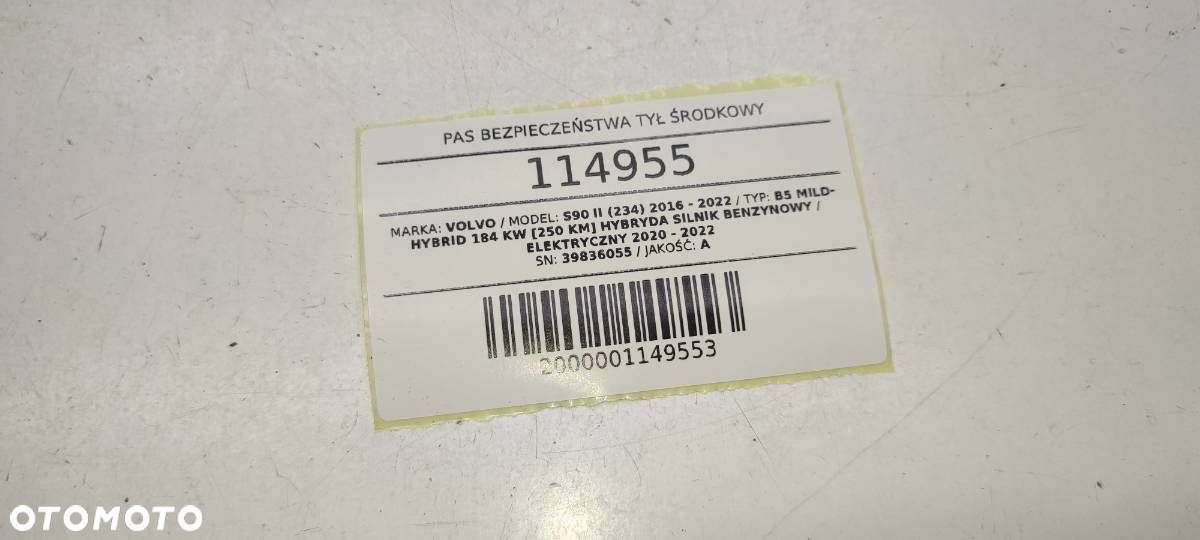 PAS BEZPIECZEŃSTWA TYŁ ŚRODKOWY
114955
MARKA: VOLVO / MODEL: S90 II (234) 2016 - 2022 / TYP: B5 MILD-
HYBRID 184 KW [250 KM] HYBRYDA SILNIK BENZYNOWY /
ELEKTRYCZNY 2020 - 2022
SN: 39836055 / JAKOŚĆ: A
2000001149553
OTOMOTO